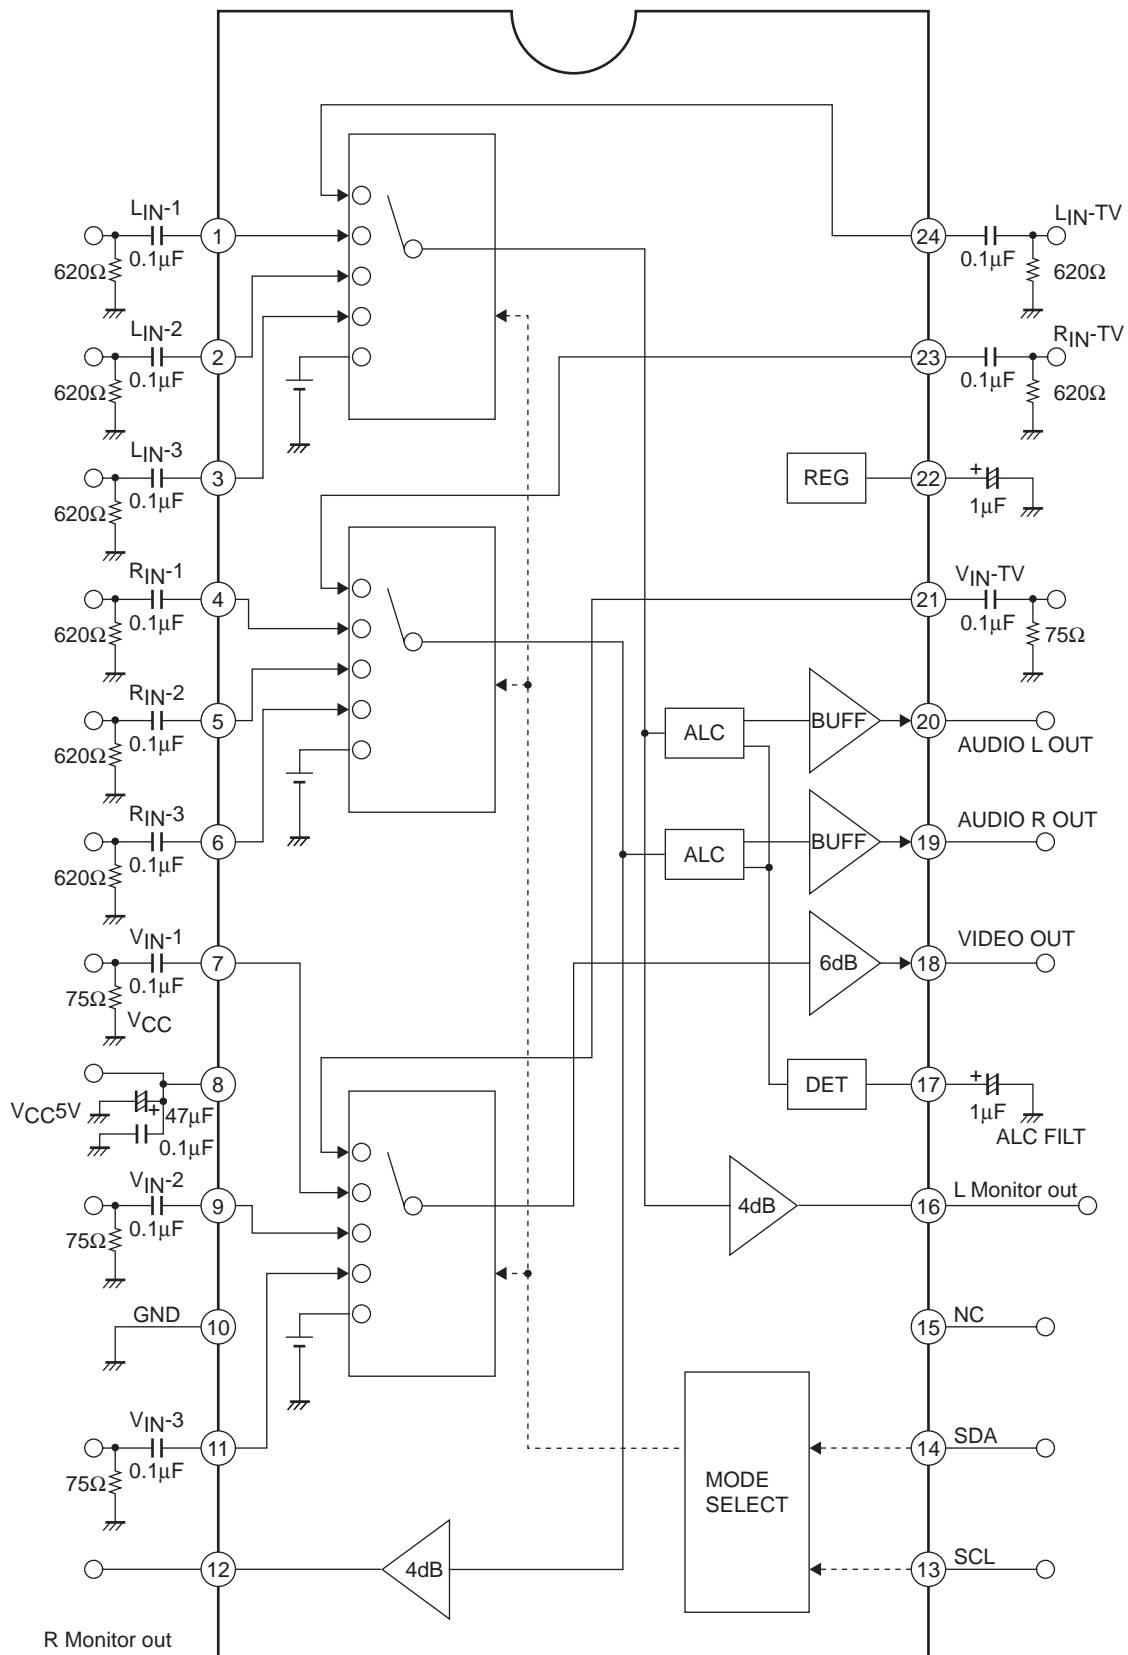 LIN-1
1
0.1μF
620Ω
LIN-2
2
0.1μF
620Ω
LIN-3
3
0.1μF
620Ω
RIN-1
4
0.1μF
620Ω
RIN-2
5
0.1μF
620Ω
RIN-3
6
0.1μF
620Ω
VIN-1
7
0.1μF
75Ω
VCC
8
VCC5V
+
47μF
0.1μF
VIN-2
9
0.1μF
75Ω
GND
10
VIN-3
11
0.1μF
75Ω
12
4dB
R Monitor out
24
LIN-TV
0.1μF
620Ω
23
RIN-TV
0.1μF
620Ω
REG
22
+
1μF
21
VIN-TV
0.1μF
75Ω
ALC
BUFF
20
AUDIO L OUT
ALC
BUFF
19
AUDIO R OUT
6dB
18
VIDEO OUT
DET
17
+
1μF
ALC FILT
4dB
16
L Monitor out
15
NC
MODE
SELECT
14
SDA
13
SCL